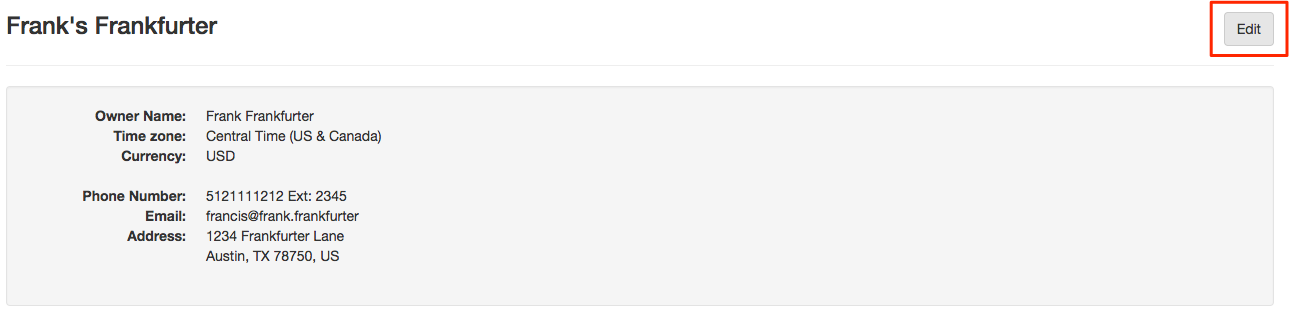 Frank's Frankfurter
Edit
Owner Name: Frank Frankfurter
Time zone: Central Time (US & Canada)
Currency: USD
Phone Number: 5121111212 Ext: 2345
Email: francis@frank.frankfurter
Address: 1234 Frankfurter Lane
Austin, TX 78750, US